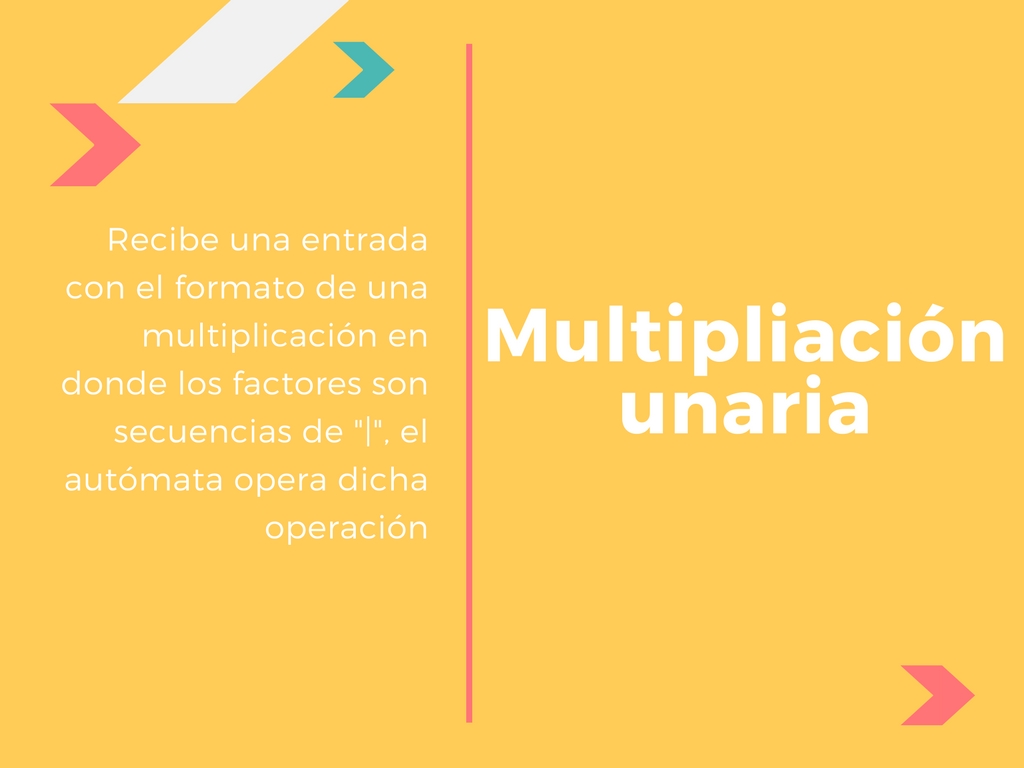 Recibe una entrada
con el formato de una
multiplicación en
donde los factores son
secuencias de "|", el
autómata opera dicha
operación
Multipliación
unaria